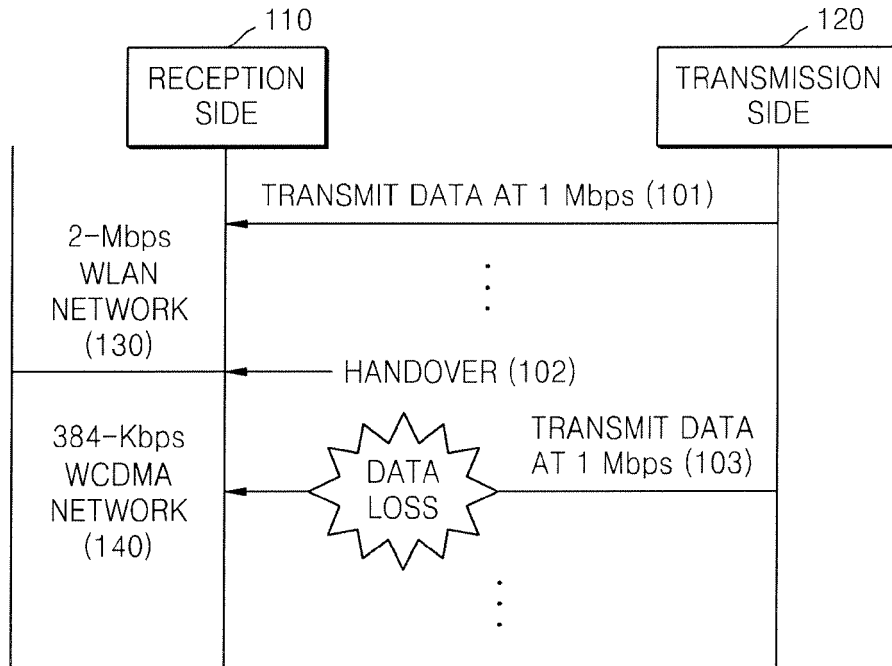 110
120
RECEPTION
SIDE
TRANSMISSION
SIDE
TRANSMIT DATA AT 1 Mbps (101)
2-Mbps
WLAN
NETWORK
(130)
HANDOVER (102)
384-Kbps
WCDMA
NETWORK
(140)
DATA
LOSS
TRANSMIT DATA
AT 1 Mbps (103)